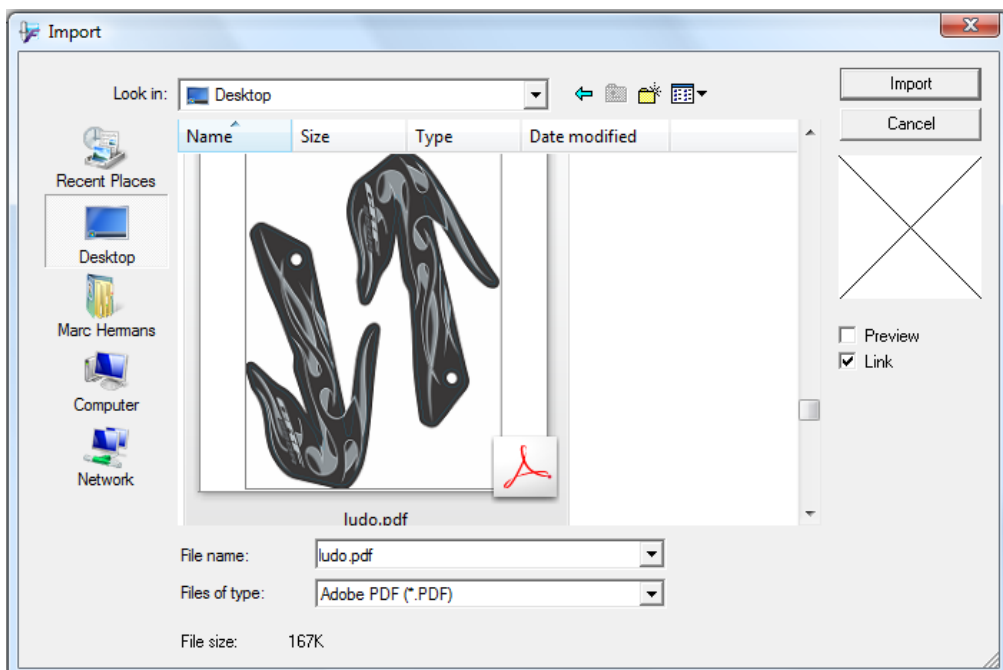 Import
Look in: Desktop
Import
Cancel
Name Size Type Date modified
Recent Places
Desktop
Marc Hermans
Computer
Network
Preview
Link
ludo.pdf
File name: ludo.pdf
Files of type: Adobe PDF (*.PDF)
File size: 167K